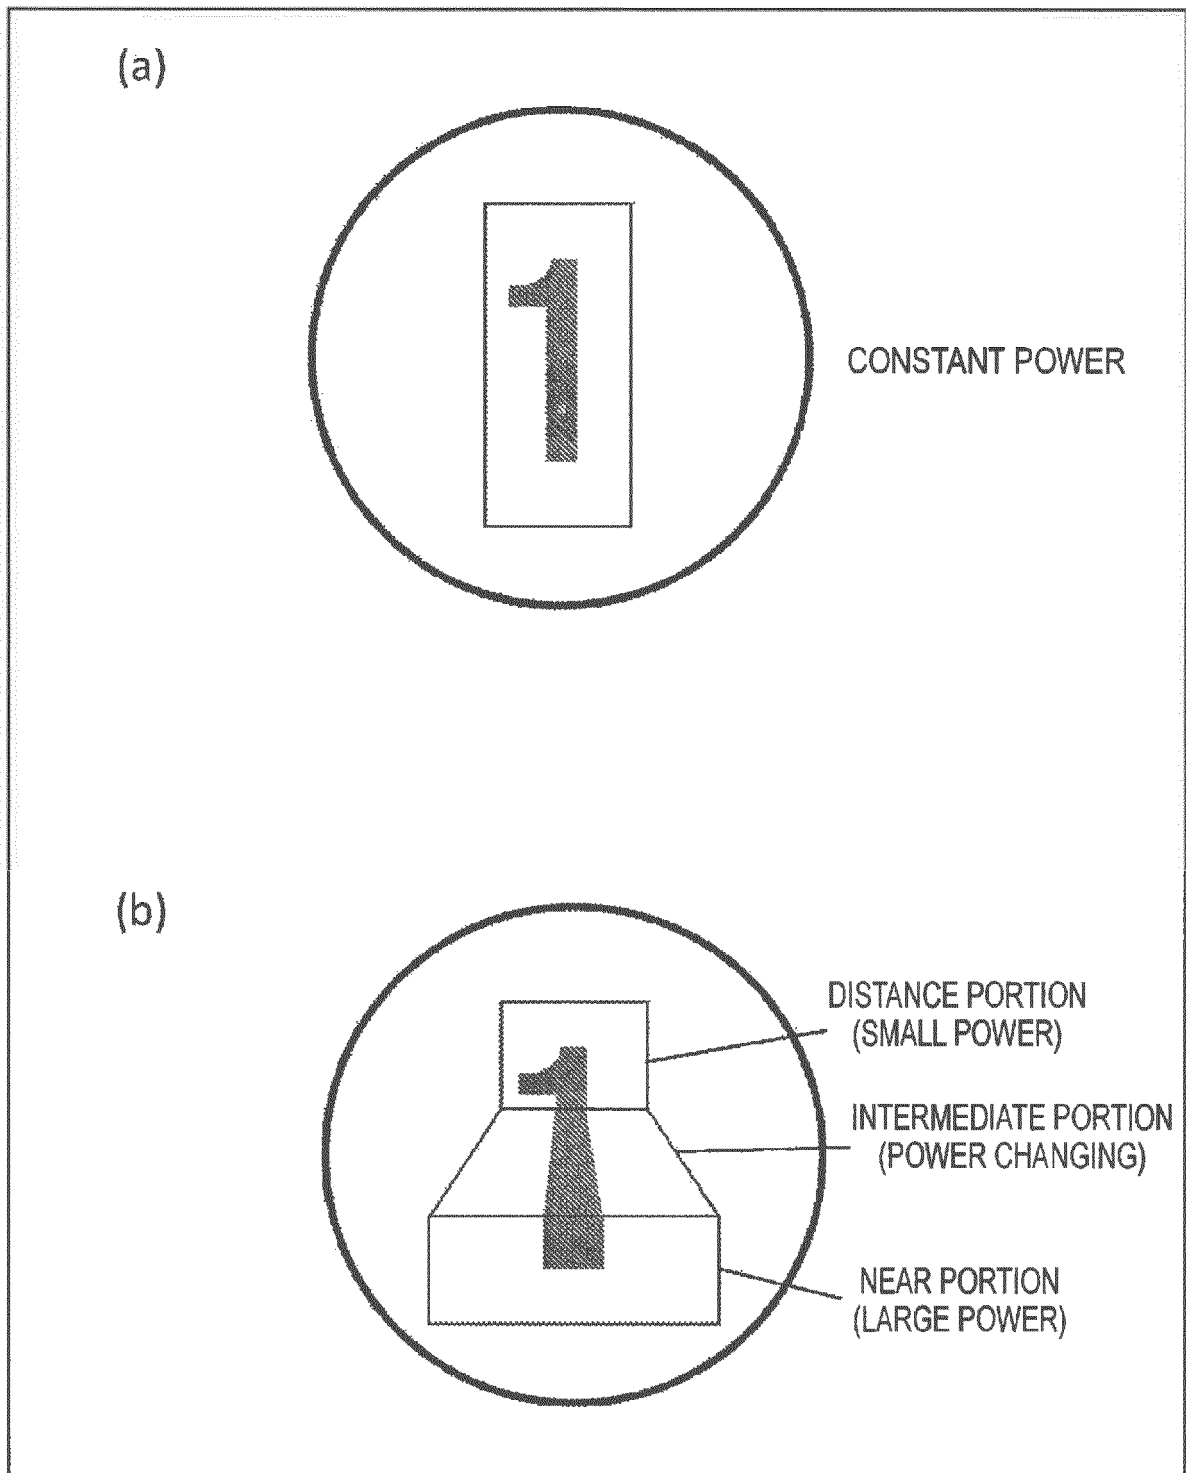 (a)
1
CONSTANT POWER
(b)
1
DISTANCE PORTION
(SMALL POWER)
INTERMEDIATE PORTION
(POWER CHANGING)
NEAR PORTION
(LARGE POWER)